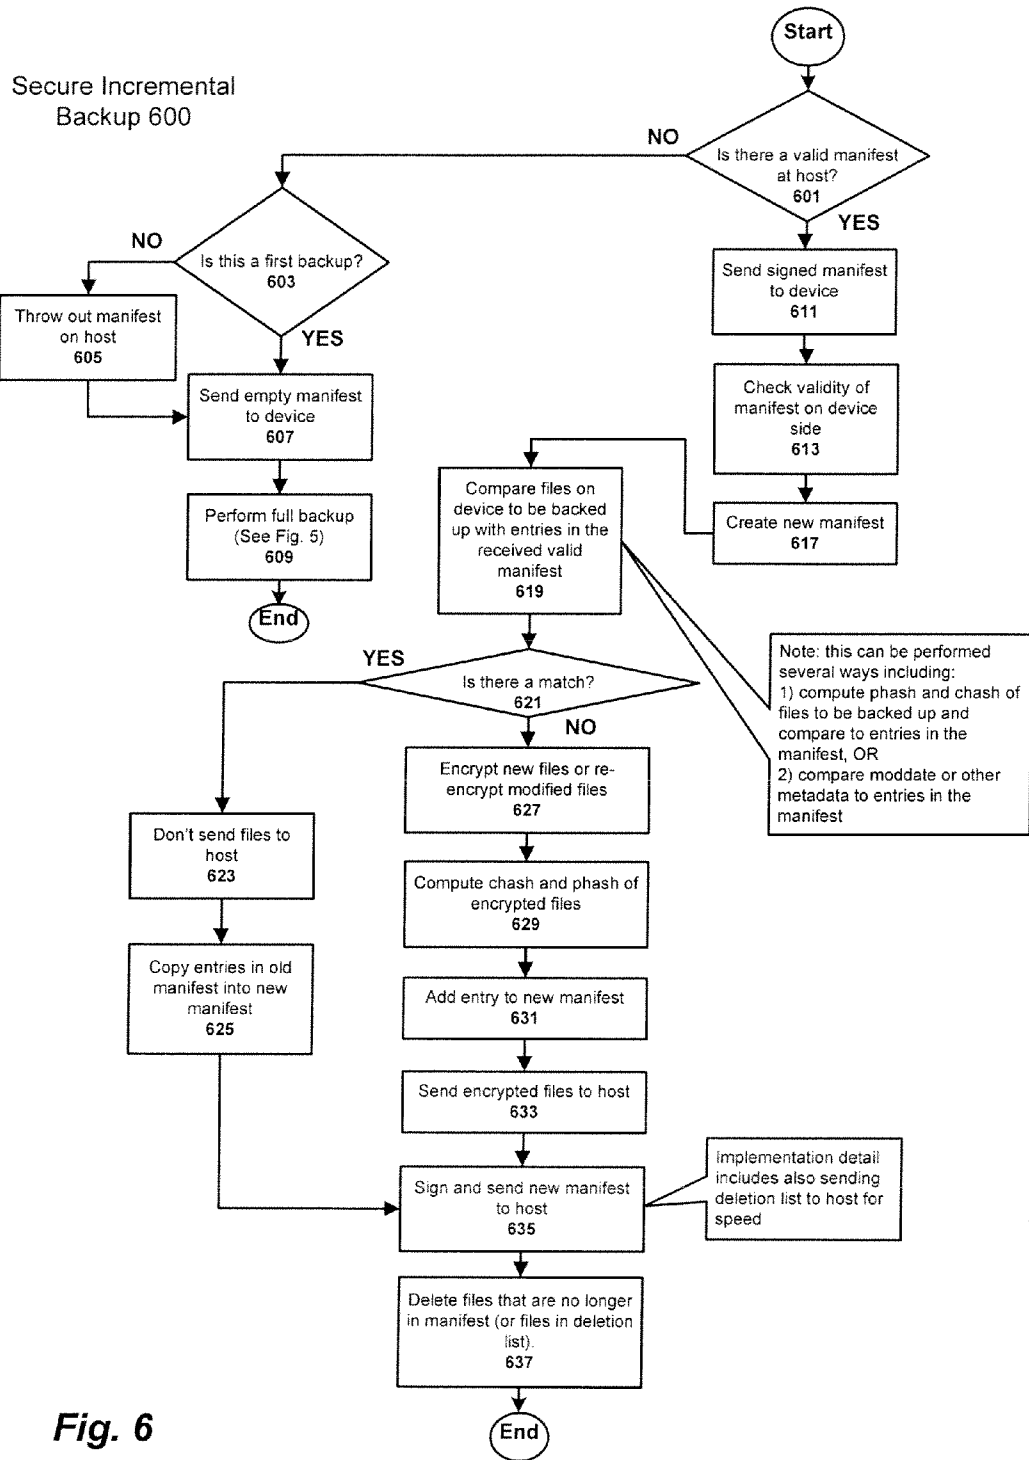 Start
Secure Incremental
Backup 600
Is there a valid manifest
at host?
601
NO
YES
Is this a first backup?
603
NO
YES
Throw out manifest
on host
605
Send empty manifest
to device
607
Perform full backup
(See Fig. 5)
609
End
Send signed manifest
to device
611
Check validity of
manifest on device
side
613
Create new manifest
617
Compare files on
device to be backed
up with entries in the
received valid
manifest
619
Note: this can be performed
several ways including:
1) compute phash and chash of
files to be backed up and
compare to entries in the
manifest, OR
2) compare moddate or other
metadata to entries in the
manifest
Is there a match?
621
YES
NO
Don't send files to
host
623
Copy entries in old
manifest into new
manifest
625
Encrypt new files or re-
encrypt modified files
627
Compute chash and phash of
encrypted files
629
Add entry to new manifest
631
Send encrypted files to host
633
Sign and send new manifest
to host
635
Implementation detail
includes also sending
deletion list to host for
speed
Delete files that are no longer
in manifest (or files in deletion
list).
637
End
Fig. 6